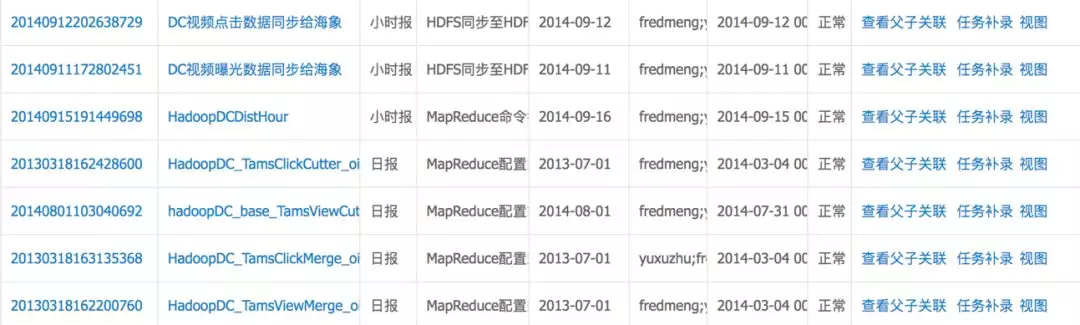 20140912202638729 DC视频点击数据同步给海象 小时报 HDFS同步至HDF 2014-09-12 fredmeng;y 2014-09-12 00 正常 查看父子关联 任务补录 视图
20140911172802451 DC视频曝光数据同步给海象 小时报 HDFS同步至HDF 2014-09-11 fredmeng;y 2014-09-11 00 正常 查看父子关联 任务补录 视图
20140915191449698 HadoopDCDistHour 小时报 MapReduce命令 2014-09-16 fredmeng;y 2014-09-15 00 正常 查看父子关联 任务补录 视图
20130318162428600 HadoopDC_TamsClickCutter_oi 日报 MapReduce配置 2013-07-01 fredmeng;y 2014-03-04 00 正常 查看父子关联 任务补录 视图
20140801103040692 hadoopDC_base_TamsViewCut 日报 MapReduce配置 2014-08-01 fredmeng;y 2014-07-31 00 正常 查看父子关联 任务补录 视图
20130318163135368 HadoopDC_TamsClickMerge_oi 日报 MapReduce配置 2013-07-01 yuxuzhu;fre 2014-03-04 00 正常 查看父子关联 任务补录 视图
20130318162200760 HadoopDC_TamsViewMerge_oi 日报 MapReduce配置 2013-07-01 fredmeng;y 2014-03-04 00 正常 查看父子关联 任务补录 视图